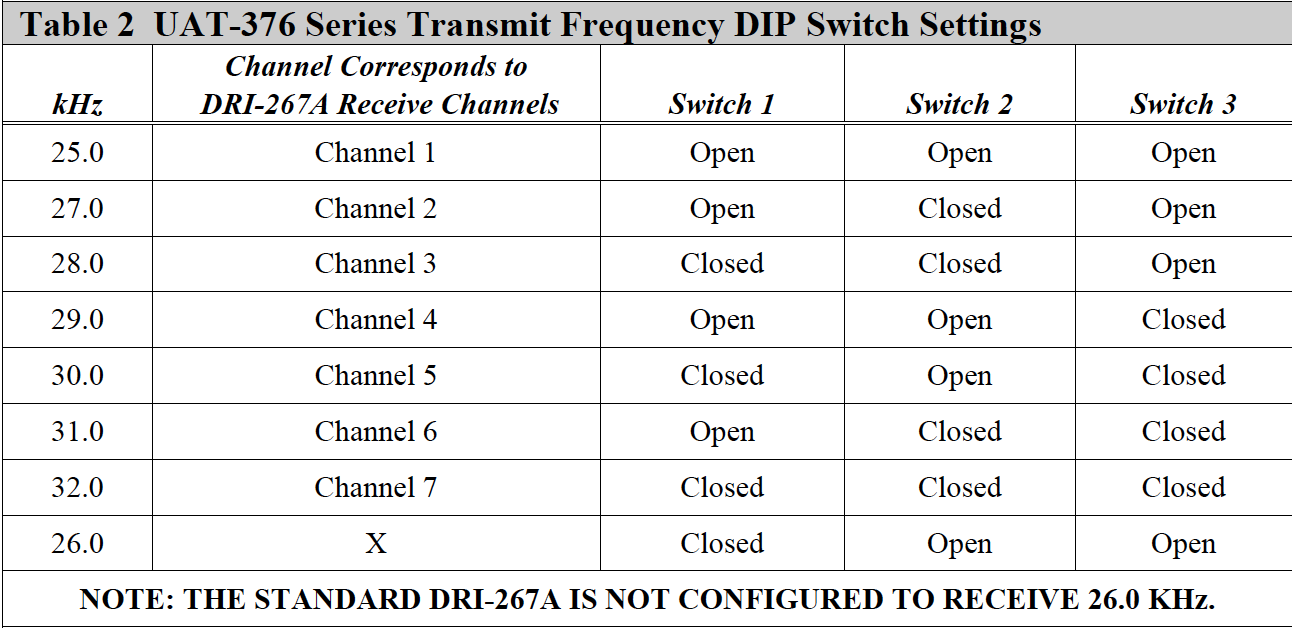 Table 2 UAT-376 Series Transmit Frequency DIP Switch Settings
kHz Channel Corresponds to DRI-267A Receive Channels Switch 1 Switch 2 Switch 3
25.0 Channel 1 Open Open Open
27.0 Channel 2 Open Closed Open
28.0 Channel 3 Closed Closed Open
29.0 Channel 4 Open Open Closed
30.0 Channel 5 Closed Open Closed
31.0 Channel 6 Open Closed Closed
32.0 Channel 7 Closed Closed Closed
26.0 X Closed Open Open
NOTE: THE STANDARD DRI-267A IS NOT CONFIGURED TO RECEIVE 26.0 KHz.